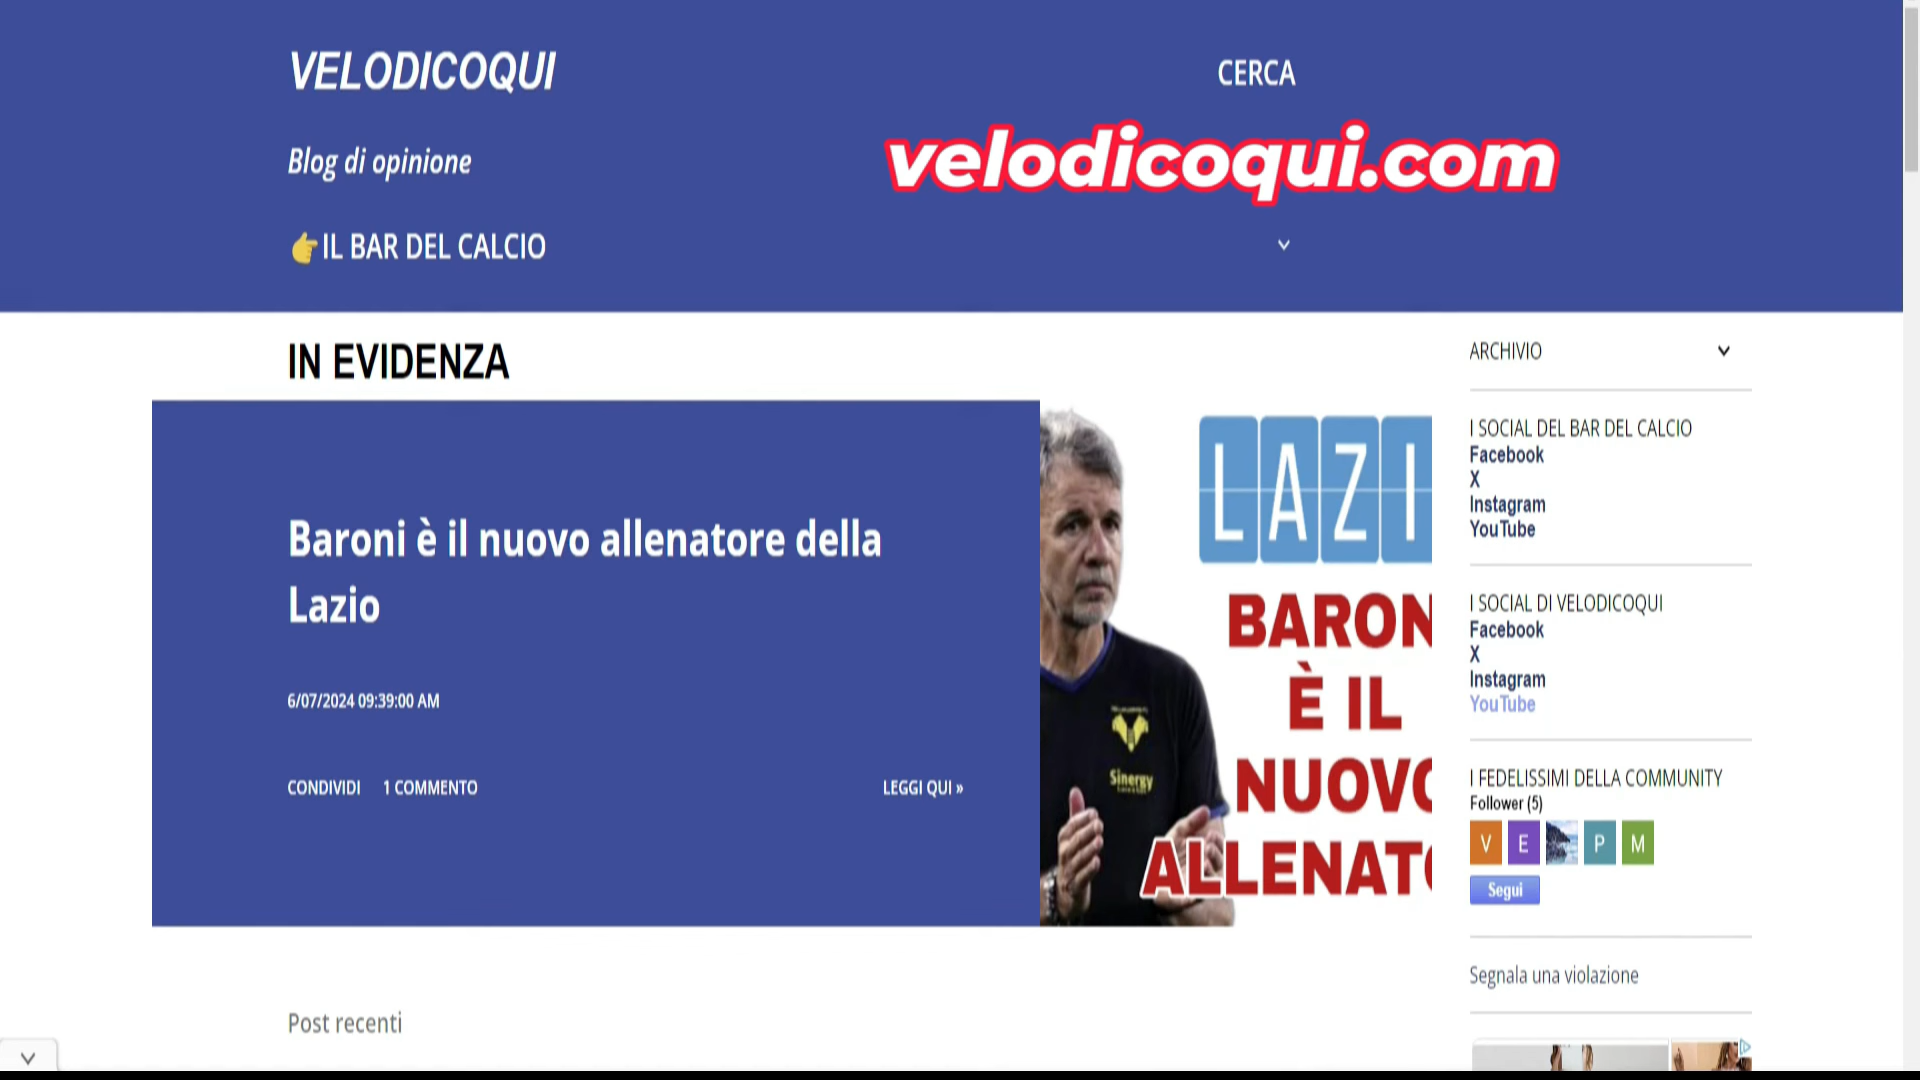 VELODICOQUI
CERCA
velodicoqui.com
Blog di opinione
👉IL BAR DEL CALCIO
IN EVIDENZA
Baroni è il nuovo allenatore della
Lazio
6/07/2024 09:39:00 AM
CONDIVIDI 1 COMMENTO LEGGI QUI »
LAZI
BARON
È IL
NUOVO
ALLENATO
Sinergy
ARCHIVIO
I SOCIAL DEL BAR DEL CALCIO
Facebook
X
Instagram
YouTube
I SOCIAL DI VELODICOQUI
Facebook
X
Instagram
YouTube
I FEDELISSIMI DELLA COMMUNITY
Follower (5)
V E P M
Segui
Segnala una violazione
Post recenti